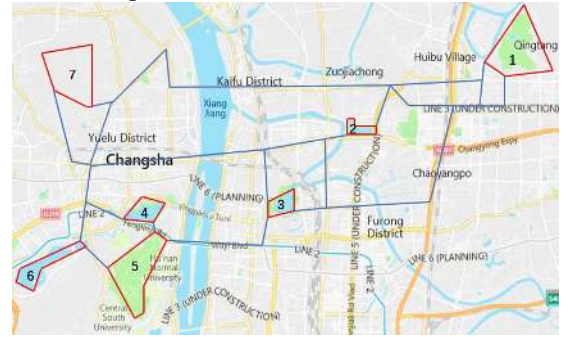 1
Qingtang
Huibu Village
7
Zuojiachong
Kaifu District
Xiang
Jiang
LINE 3 (UNDER CONSTRUCTION)
2
Yuelu District
Changyong Expy
Changsha
LINE 6 (PLANNING)
Chaoyangpo
LINE 5 (UNDER CONSTRUCTION)
3
4
LINE 2
Furong
District
Wuyi Blvd
LINE 2
5
Hunan
Normal
University
LINE 6 (PLANNING)
6
LINE 2
LINE 3 (UNDER CONSTRUCTION)
Central
South
University